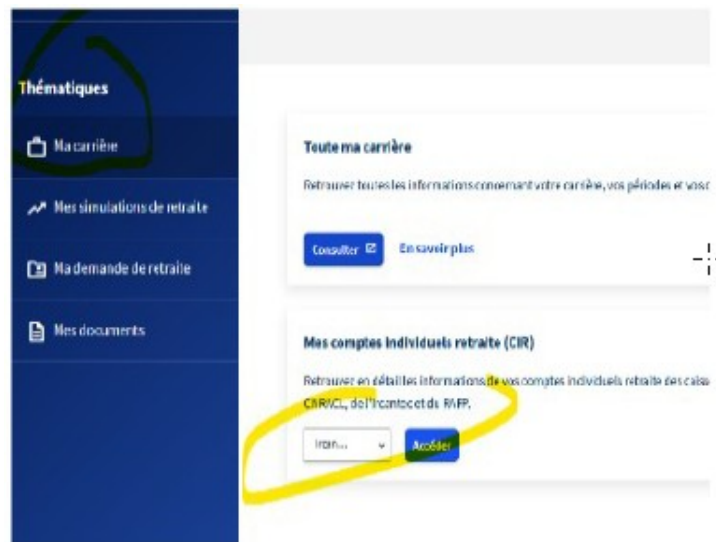 Thématiques
Ma carrière
Mes simulations de retraite
Ma demande de retraite
Mes documents
Toute ma carrière
Retrouver toutes les informations concernant votre carrière, vos périodes et vos
Consulter
En savoir plus
Mes comptes individuels retraite (CIR)
Retrouver en détail les informations de vos comptes individuels retraite des
CNRACL, de l'Ircantec et du RAFP.
Ircan...
Accéder